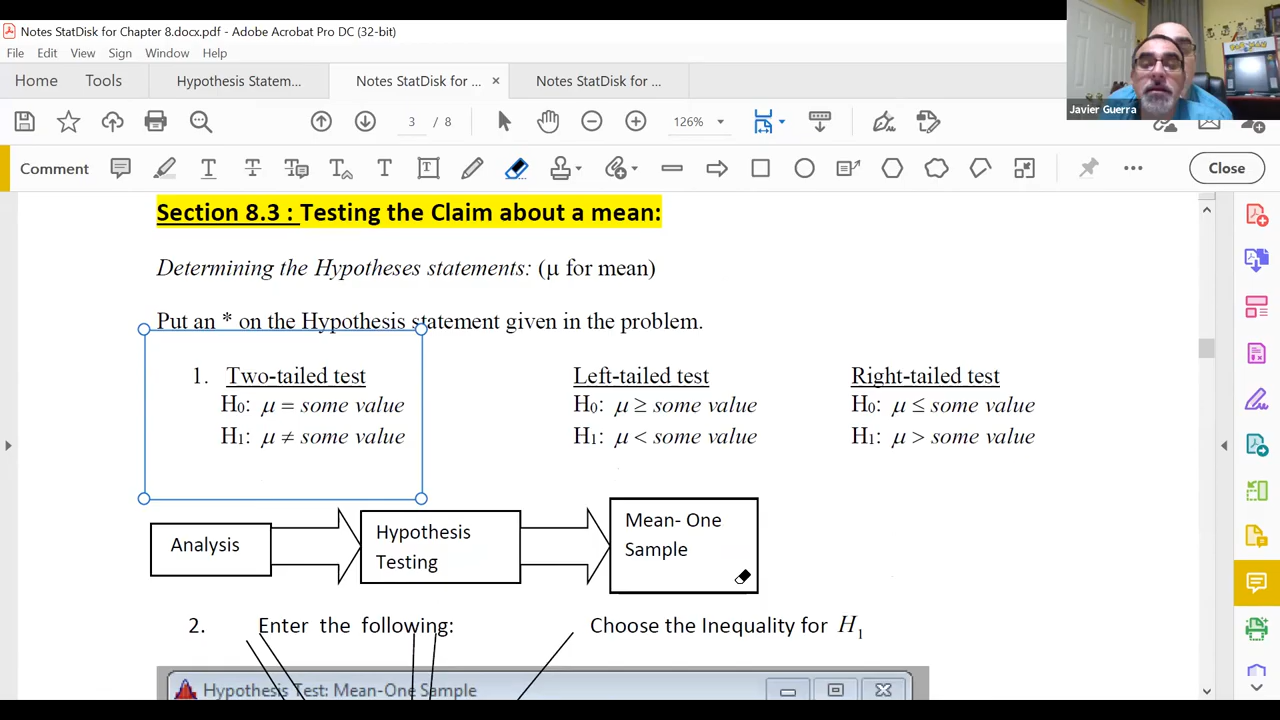 Notes StatDisk for Chapter 8.docx.pdf - Adobe Acrobat Pro DC (32-bit)
File Edit View Sign Window Help
Home Tools Hypothesis Statem... Notes StatDisk for ... × Notes StatDisk for ...
Javier Guerra
3 / 8 126%
Comment Close
Section 8.3 : Testing the Claim about a mean:
Determining the Hypotheses statements: (μ for mean)
Put an * on the Hypothesis statement given in the problem.
1. Two-tailed test Left-tailed test Right-tailed test
H0: μ = some value H0: μ ≥ some value H0: μ ≤ some value
H1: μ ≠ some value H1: μ < some value H1: μ > some value
Analysis
Hypothesis
Testing
Mean- One
Sample
2. Enter the following: Choose the Inequality for H1
Hypothesis Test: Mean-One Sample